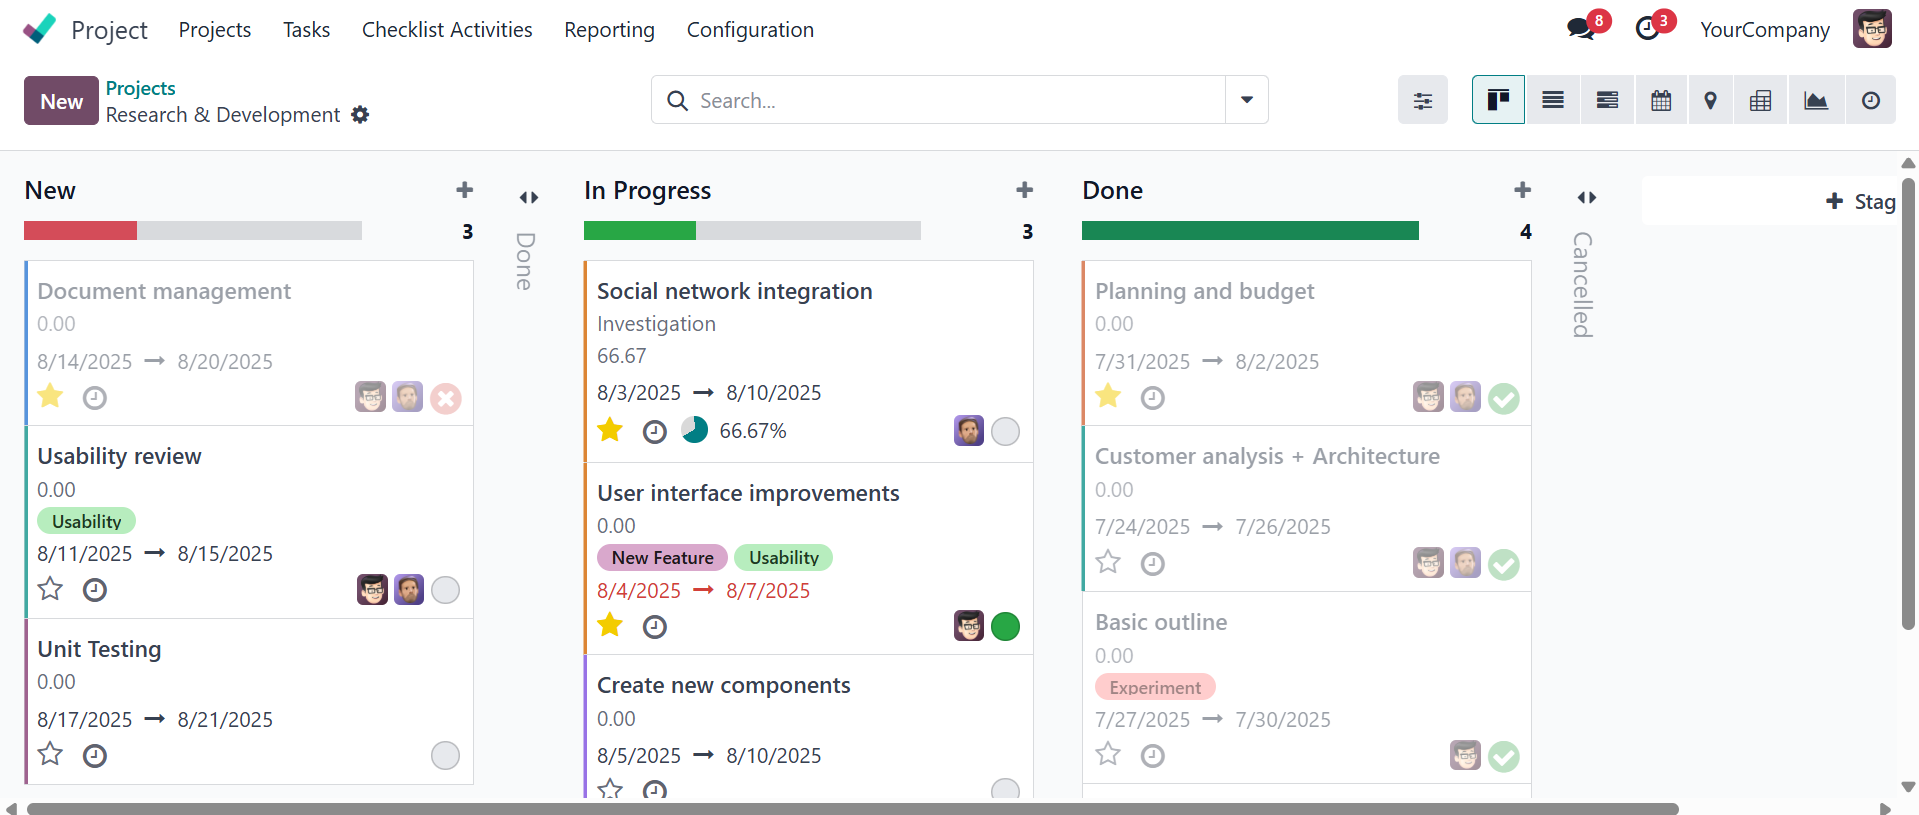 Project
Projects
Tasks
Checklist Activities
Reporting
Configuration
8
3
YourCompany
New
Projects
Research & Development
Search...
New
3
Document management
0.00
8/14/2025 → 8/20/2025
Usability review
0.00
Usability
8/11/2025 → 8/15/2025
Unit Testing
0.00
8/17/2025 → 8/21/2025
Done
In Progress
3
Social network integration
Investigation
66.67
8/3/2025 → 8/10/2025
66.67%
User interface improvements
0.00
New Feature Usability
8/4/2025 → 8/7/2025
Create new components
0.00
8/5/2025 → 8/10/2025
Done
4
Planning and budget
0.00
7/31/2025 → 8/2/2025
Customer analysis + Architecture
0.00
7/24/2025 → 7/26/2025
Basic outline
0.00
Experiment
7/27/2025 → 7/30/2025
Cancelled
Stag